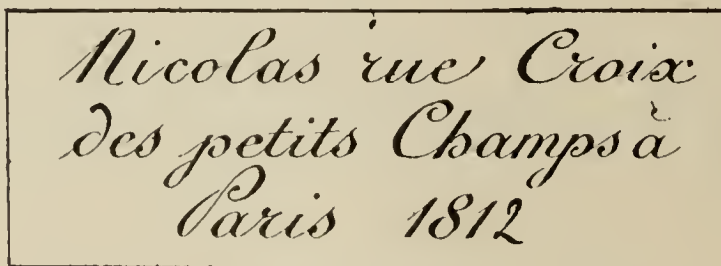 Nicolas rue Croix
des petits Champs à
Paris 1812